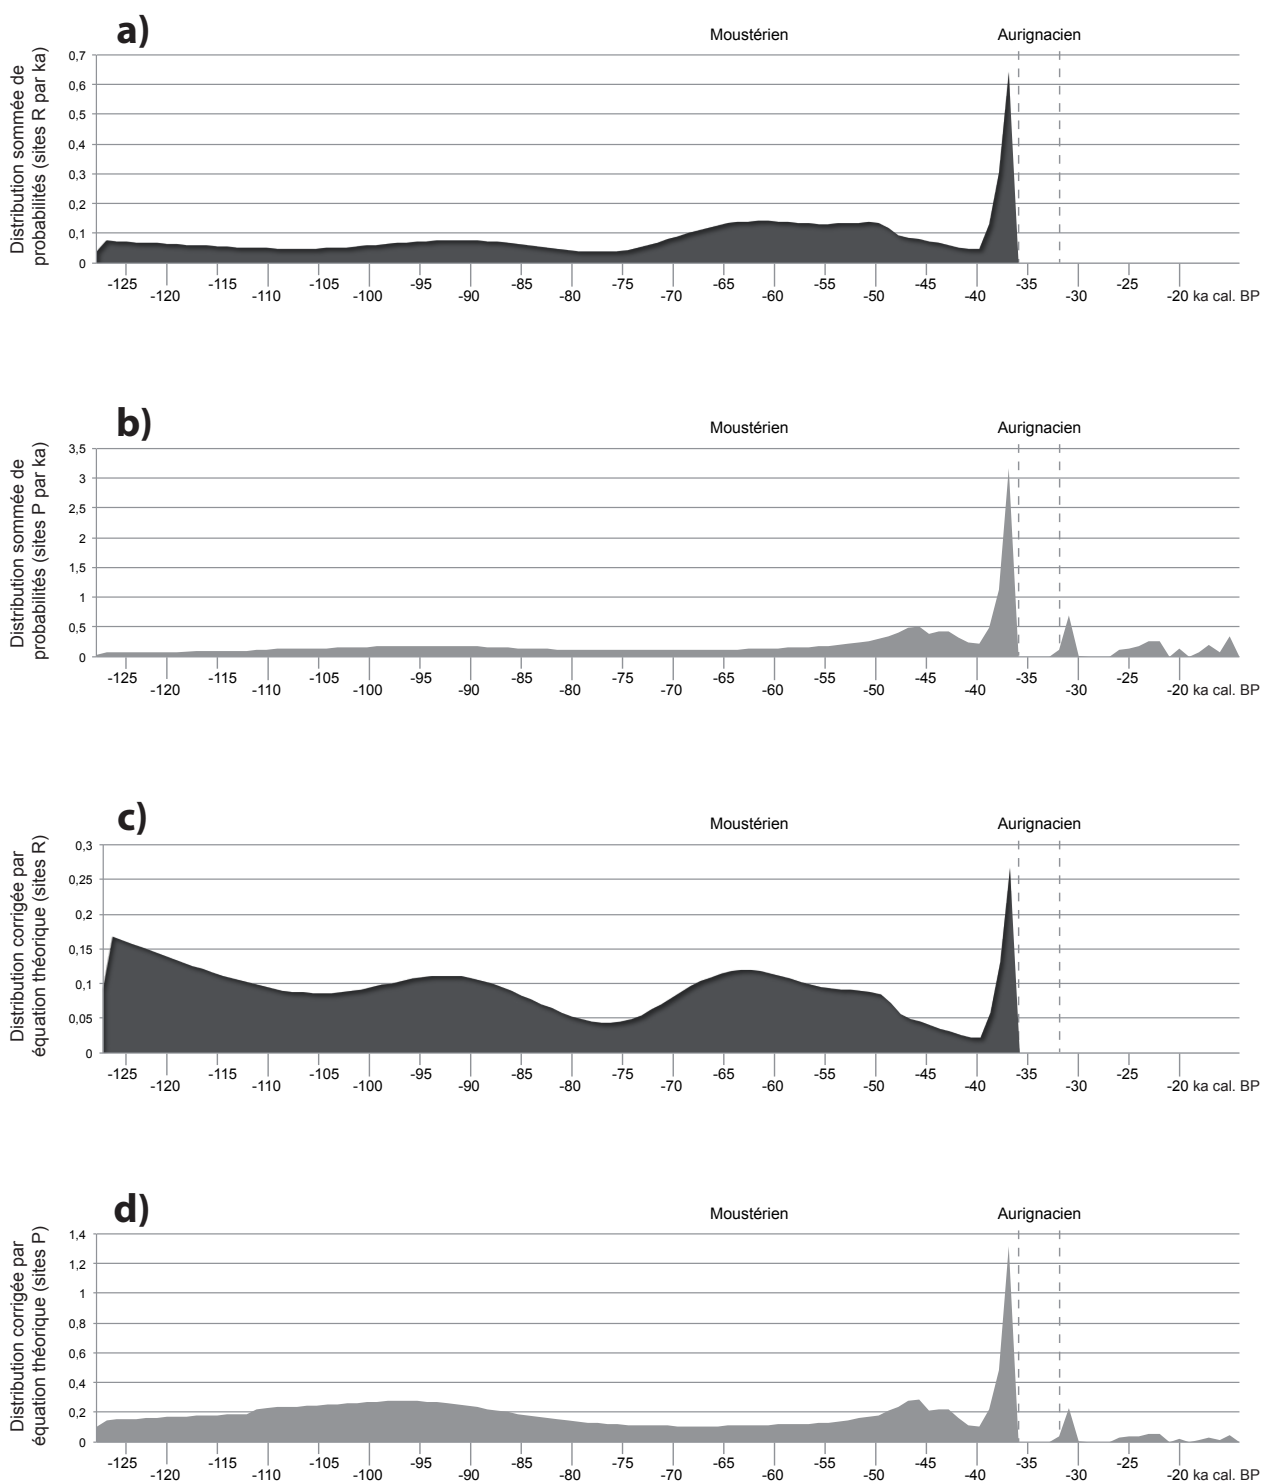 a)
Moustérien Aurignacien
Distribution sommée de
probabilités (sites R par ka)
0,7
0,6
0,5
0,4
0,3
0,2
0,1
0
-125 -120 -115 -110 -105 -100 -95 -90 -85 -80 -75 -70 -65 -60 -55 -50 -45 -40 -35 -30 -25 -20 ka cal. BP
b)
Moustérien Aurignacien
Distribution sommée de
probabilités (sites P par ka)
3,5
3
2,5
2
1,5
1
0,5
0
-125 -120 -115 -110 -105 -100 -95 -90 -85 -80 -75 -70 -65 -60 -55 -50 -45 -40 -35 -30 -25 -20 ka cal. BP
c)
Moustérien Aurignacien
Distribution corrigée par
équation théorique (sites R)
0,3
0,25
0,2
0,15
0,1
0,05
0
-125 -120 -115 -110 -105 -100 -95 -90 -85 -80 -75 -70 -65 -60 -55 -50 -45 -40 -35 -30 -25 -20 ka cal. BP
d)
Moustérien Aurignacien
Distribution corrigée par
équation théorique (sites P)
1,4
1,2
1
0,8
0,6
0,4
0,2
0
-125 -120 -115 -110 -105 -100 -95 -90 -85 -80 -75 -70 -65 -60 -55 -50 -45 -40 -35 -30 -25 -20 ka cal. BP